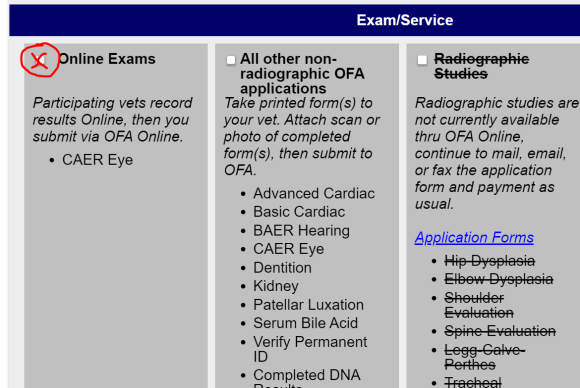 Exam/Service
Online Exams
Participating vets record
results Online, then you
submit via OFA Online.
• CAER Eye
All other non-
radiographic OFA
applications
Take printed form(s) to
your vet. Attach scan or
photo of completed
form(s), then submit to
OFA.
• Advanced Cardiac
• Basic Cardiac
• BAER Hearing
• CAER Eye
• Dentition
• Kidney
• Patellar Luxation
• Serum Bile Acid
• Verify Permanent
ID
• Completed DNA
Results
Radiographic
Studies
Radiographic studies are
not currently available
thru OFA Online,
continue to mail, email,
or fax the application
form and payment as
usual.
Application Forms
• Hip Dysplasia
• Elbow Dysplasia
• Shoulder
Evaluation
• Spine Evaluation
• Legg-Calve-
Perthes
• Tracheal